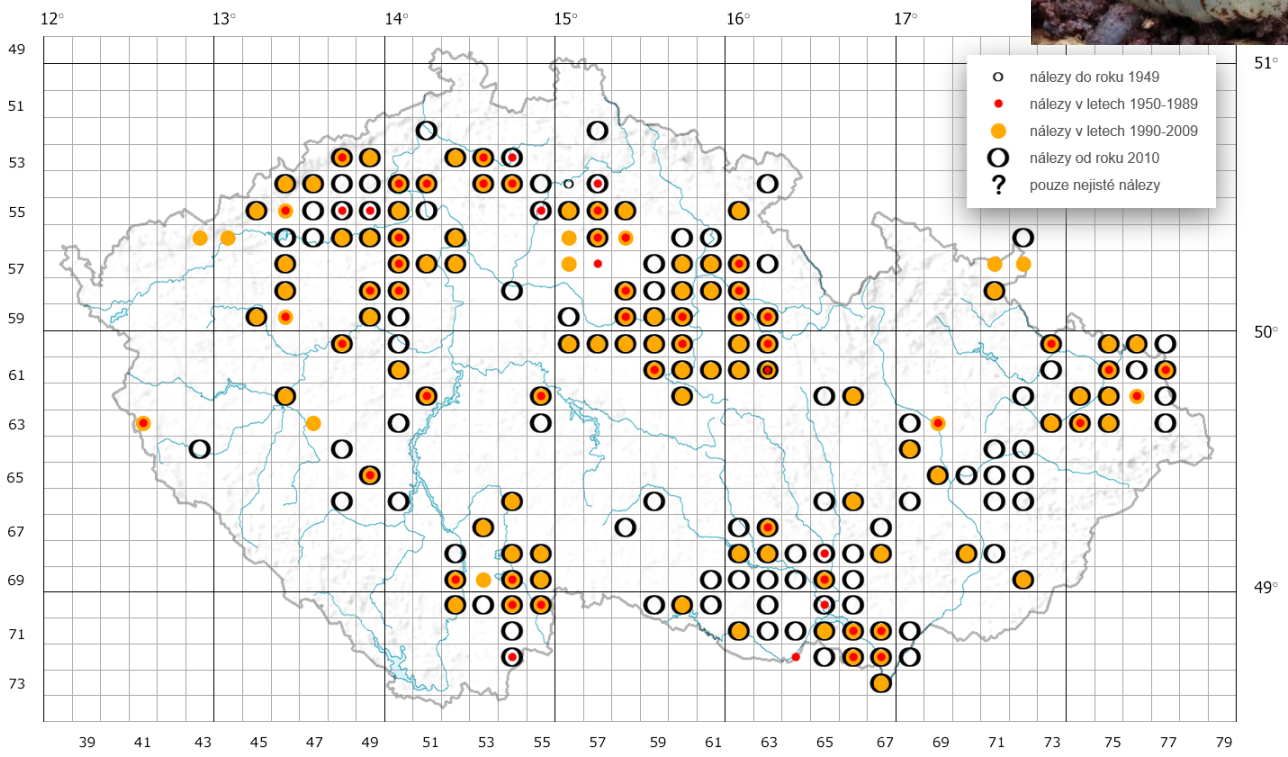 12° 13° 14° 15° 16° 17°
49
51°
nálezy do roku 1949
51
nálezy v letech 1950-1989
nálezy v letech 1990-2009
53
nálezy od roku 2010
? pouze nejisté nálezy
55
57
59
50°
61
63
65
67
69
49°
71
73
39 41 43 45 47 49 51 53 55 57 59 61 63 65 67 69 71 73 75 77 79